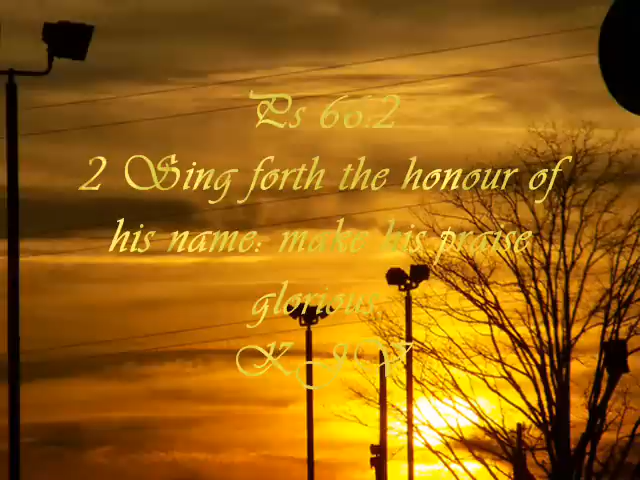 Ps 66:2
2 Sing forth the honour of
his name: make his praise
glorious.
KJV